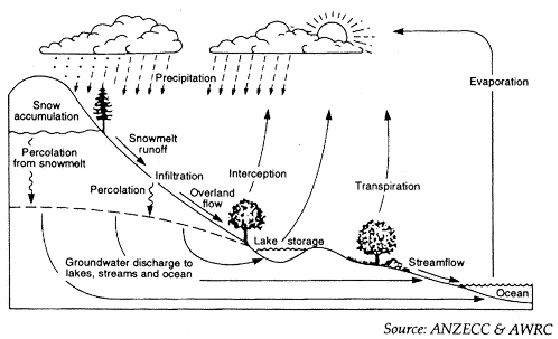 Precipitation
Evaporation
Snow
accumulation
Snowmelt
runoff
Percolation
from snowmelt
Infiltration
Interception
Percolation
Overland
flow
Transpiration
Lake storage
Groundwater discharge to
lakes, streams and ocean
Streamflow
Ocean
Source: ANZECC & AWRC